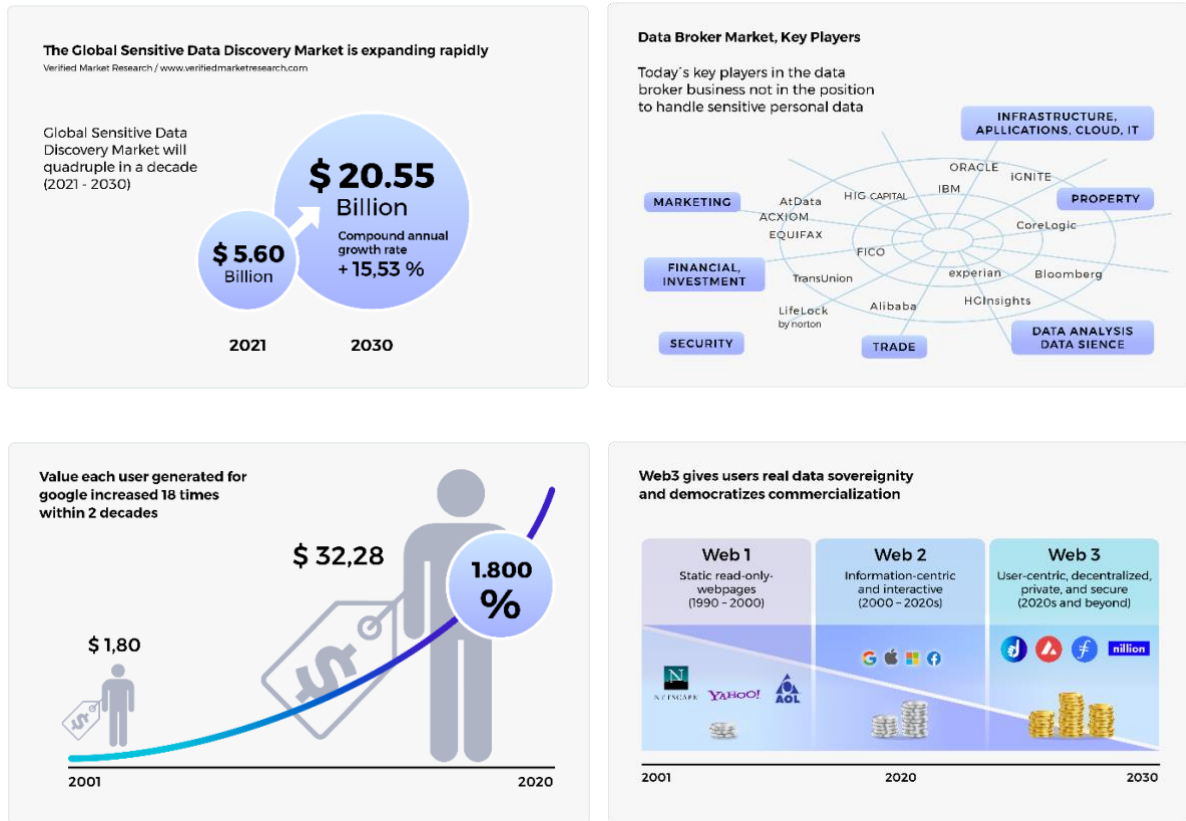 The Global Sensitive Data Discovery Market is expanding rapidly
Verified Market Research / www.verifiedmarketresearch.com
Global Sensitive Data
Discovery Market will
quadruple in a decade
(2021 - 2030)
$ 5.60
Billion
$ 20.55
Billion
Compound annual
growth rate
+ 15,53 %
2021
2030
Data Broker Market, Key Players
Today´s key players in the data
broker business not in the position
to handle sensitive personal data
INFRASTRUCTURE,
APLLICATIONS, CLOUD, IT
MARKETING
PROPERTY
FINANCIAL,
INVESTMENT
SECURITY
TRADE
DATA ANALYSIS
DATA SIENCE
ORACLE
iGNITE
IBM
HIG CAPITAL
AtData
ACXIOM
EQUIFAX
CoreLogic
FICO
TransUnion
experian
Bloomberg
LifeLock
by norton
Alibaba
HGInsights
Value each user generated for
google increased 18 times
within 2 decades
$ 1,80
$ 32,28
1.800
%
2001
2020
Web3 gives users real data sovereignity
and democratizes commercialization
Web 1
Static read-only-
webpages
(1990 – 2000)
Web 2
Information-centric
and interactive
(2000 – 2020s)
Web 3
User-centric, decentralized,
private, and secure
(2020s and beyond)
N
NETSCAPE
YAHOO!
AOL
nillion
2001
2020
2030